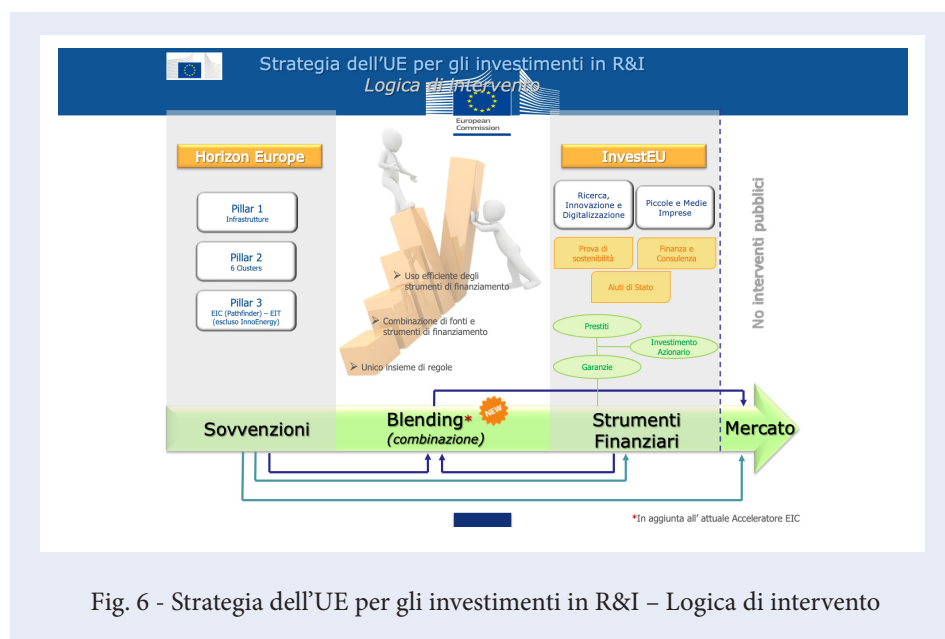 Strategia dell'UE per gli investimenti in R&I
Logica di intervento
European
Commission
Horizon Europe
Pillar 1
Infrastrutture
Pillar 2
6 Clusters
Pillar 3
EIC (Pathfinder) – EIT
(escluso InnoEnergy)
➢ Uso efficiente degli
strumenti di finanziamento
➢ Combinazione di fonti e
strumenti di finanziamento
➢ Unico insieme di regole
InvestEU
Ricerca,
Innovazione e
Digitalizzazione
Piccole e Medie
Imprese
Prova di
sostenibilità
Finanza e
Consulenza
Aiuti di Stato
Prestiti
Investimento
Azionario
Garanzie
No interventi pubblici
Sovvenzioni
Blending*
(combinazione)
NEW
Strumenti
Finanziari
Mercato
*In aggiunta all' attuale Acceleratore EIC
Fig. 6 - Strategia dell'UE per gli investimenti in R&I – Logica di intervento